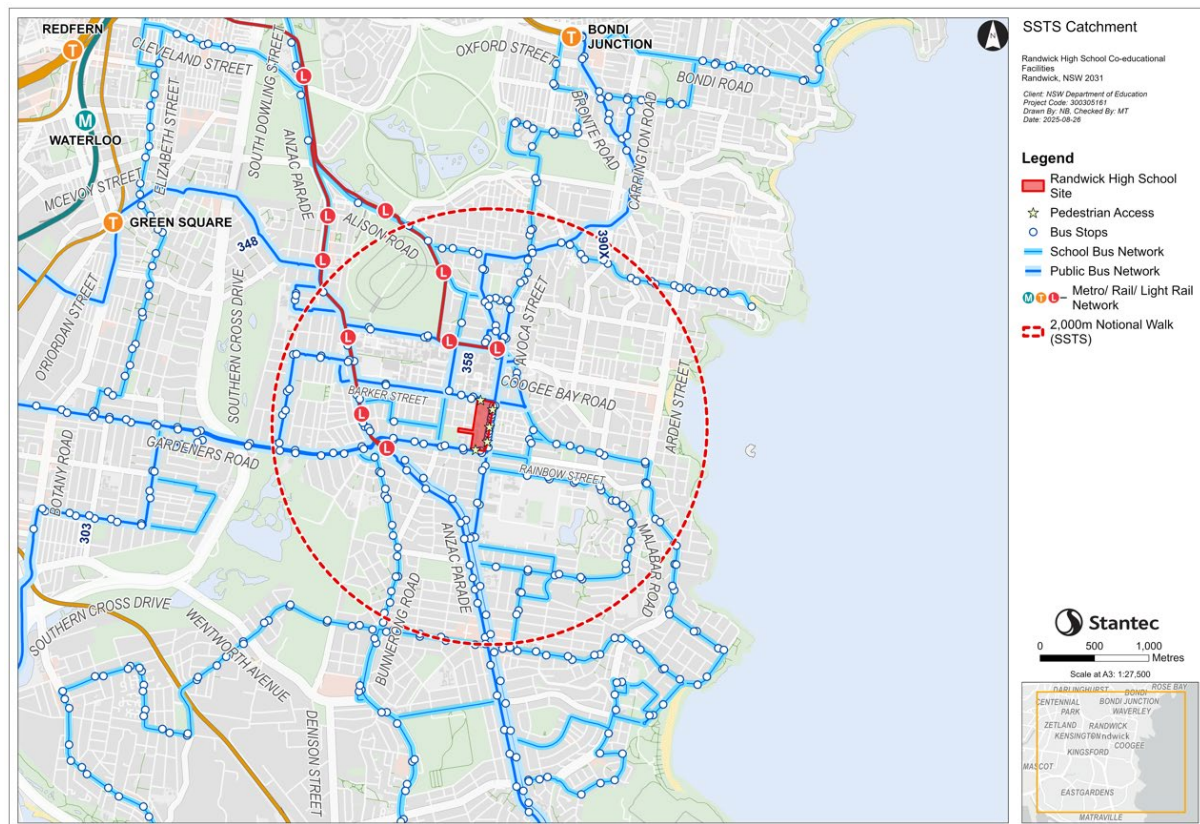 REDFERN
T
CLEVELAND STREET
SOUTH DOWLING STREET
L
OXFORD STREET
T
BONDI
JUNCTION
BONDI ROAD
N
M
WATERLOO
ELIZABETH STREET
ANZAC PARADE
BRONTE ROAD
CARRINGTON ROAD
MCEVOY STREET
T
GREEN SQUARE
348
L
L
ALISON ROAD
390X
L
L
O'RIORDAN STREET
SOUTHERN CROSS DRIVE
L
L
L
358
AVOCA STREET
COOGEE BAY ROAD
BARKER STREET
ARDEN STREET
L
L
GARDENERS ROAD
BOTANY ROAD
RAINBOW STREET
303
ANZAC PARADE
MALABAR ROAD
BUNNERONG ROAD
SOUTHERN CROSS DRIVE
WENTWORTH AVENUE
DENISON STREET
SSTS Catchment
Randwick High School Co-educational
Facilities
Randwick, NSW 2031
Client: NSW Department of Education
Project Code: 300305161
Drawn By: NB, Checked By: MT
Date: 2025-08-26
Legend
Randwick High School
Site
Pedestrian Access
Bus Stops
School Bus Network
Public Bus Network
M T L Metro/ Rail/ Light Rail
Network
2,000m Notional Walk
(SSTS)
Stantec
0 500 1,000
Metres
Scale at A3: 1:27,500
DARLINGHURST
BONDI
ROSE BAY
CENTENNIAL
PARK
BONDI JUNCTION
WAVERLEY
ZETLAND
RANDWICK
KENSINGTON
ndwick
COOGEE
KINGSFORD
MASCOT
EASTGARDENS
MATRAVILLE